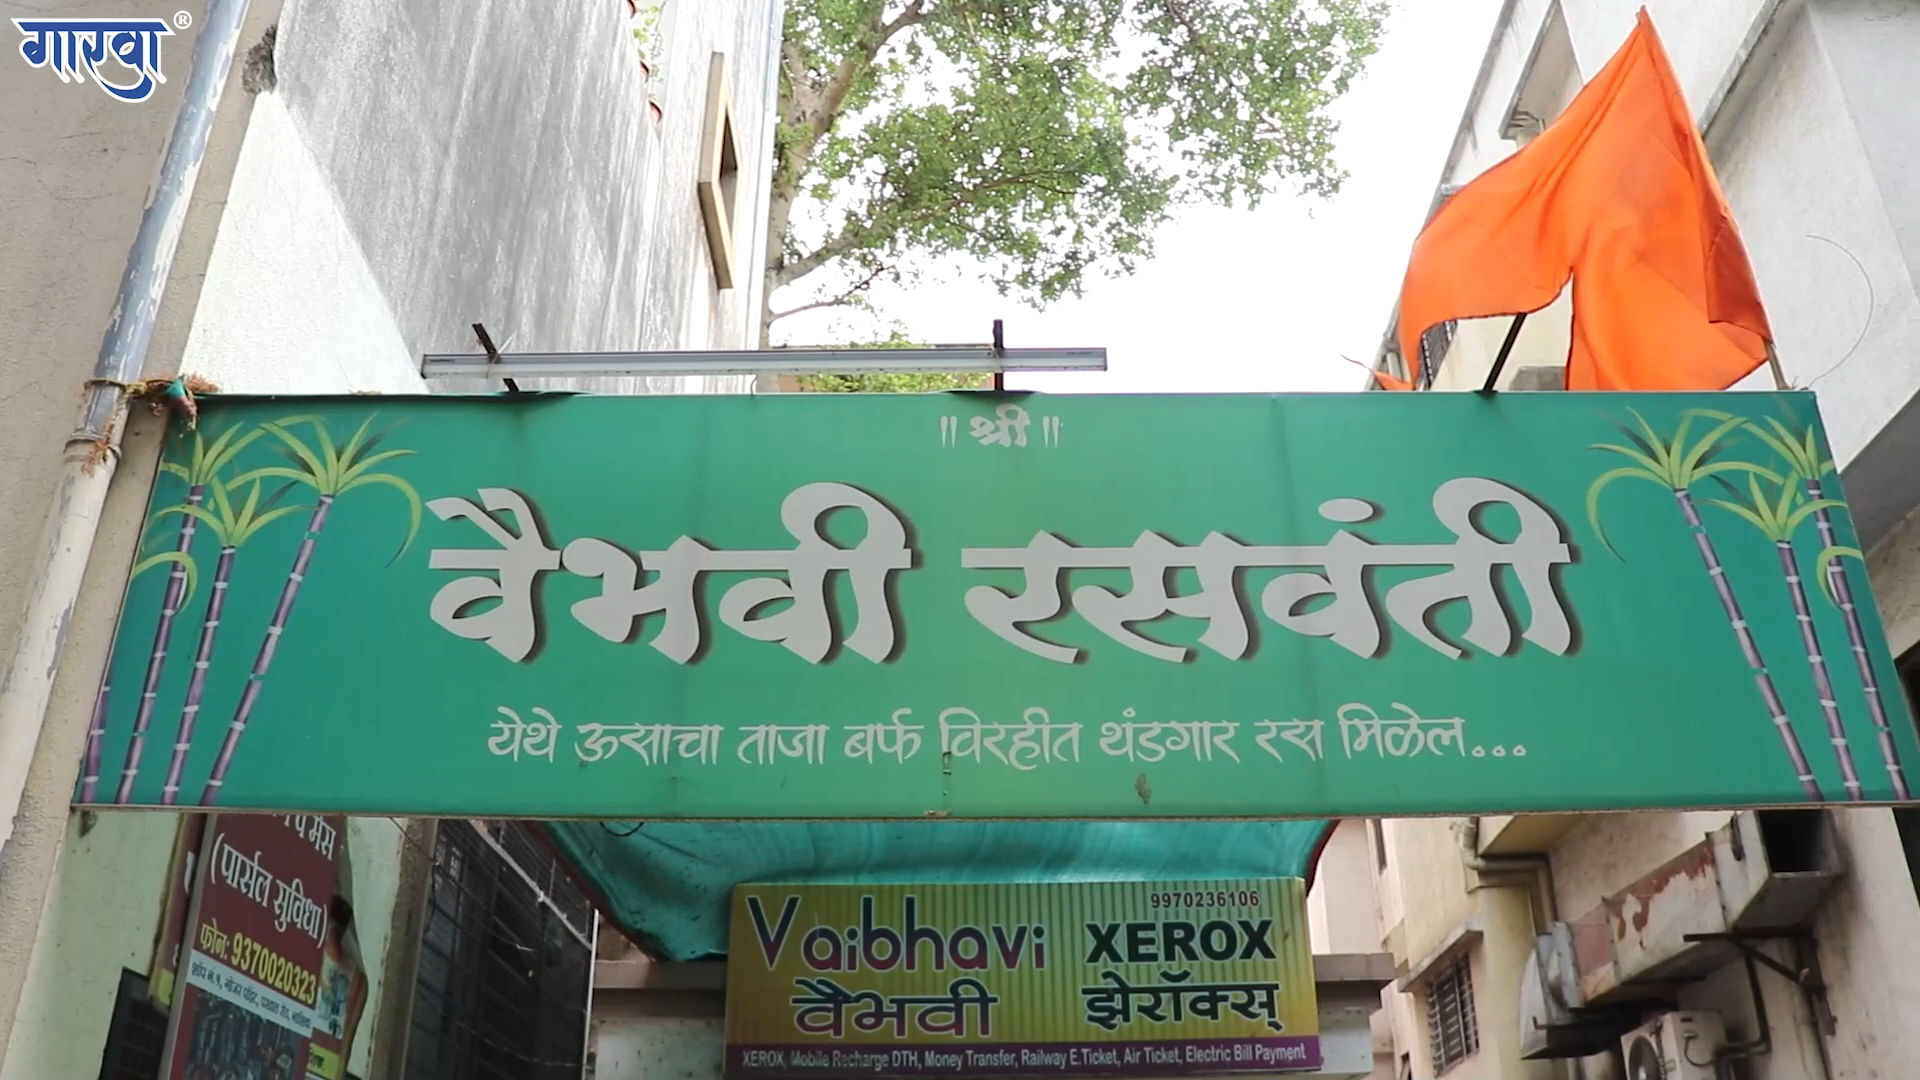 गारवा®
॥ श्री ॥
वैभवी रसवंती
येथे ऊसाचा ताजा बर्फ विरहीत थंडगार रस मिळेल...
व मेस
(पार्सल सुविधा)
फोन: 9370020323
शॉप नं. १,
9970236106
Vaibhavi XEROX
वैभवी झेरॉक्स्
XEROX, Mobile Recharge DTH, Money Transfer, Railway E.Ticket, Air Ticket, Electric Bill Payment